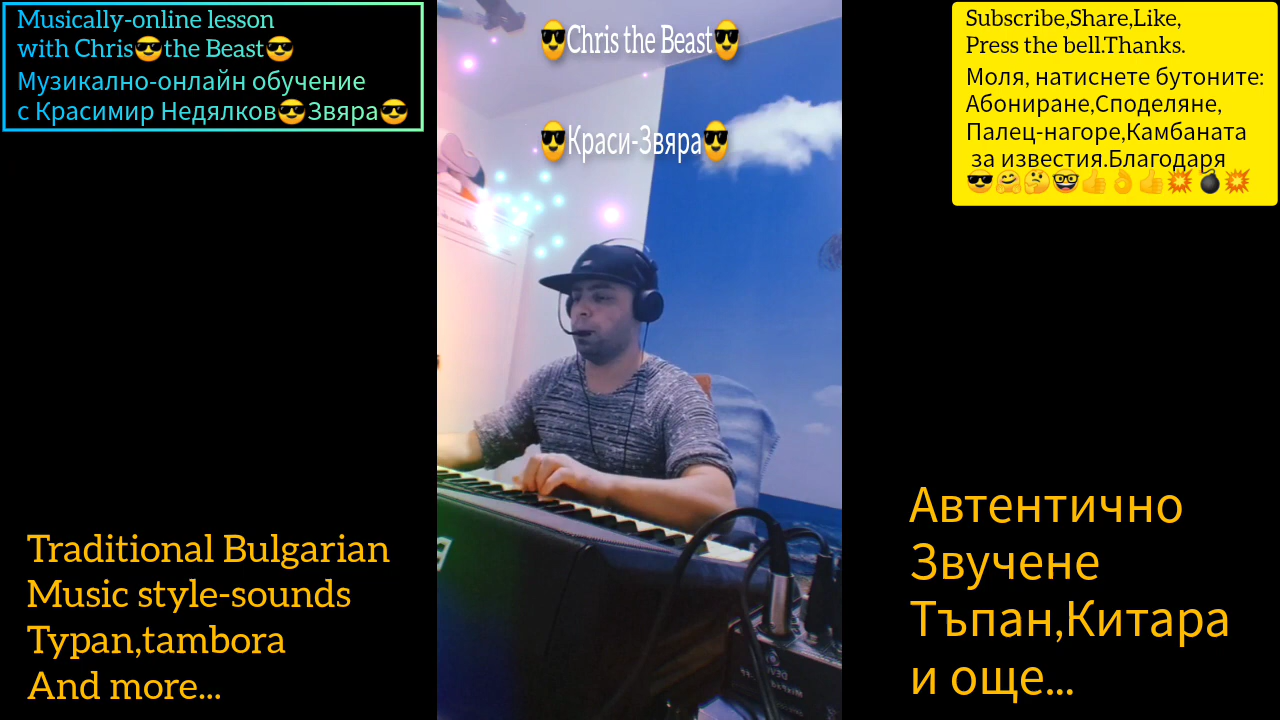 Musically-online lesson
with Chris😎the Beast😎
Музикално-онлайн обучение
с Красимир Недялков😎Звяра😎
😎Chris the Beast😎
😎Краси-Звяра😎
Subscribe,Share,Like,
Press the bell.Thanks.
Моля, натиснете бутоните:
Абониране,Споделяне,
Палец-нагоре,Камбаната
за известия.Благодаря
😎🤗🤔🤓👍👌👍💥💣💥
Traditional Bulgarian
Music style-sounds
Typan,tambora
And more...
Автентично
Звучене
Тъпан,Китара
и още...